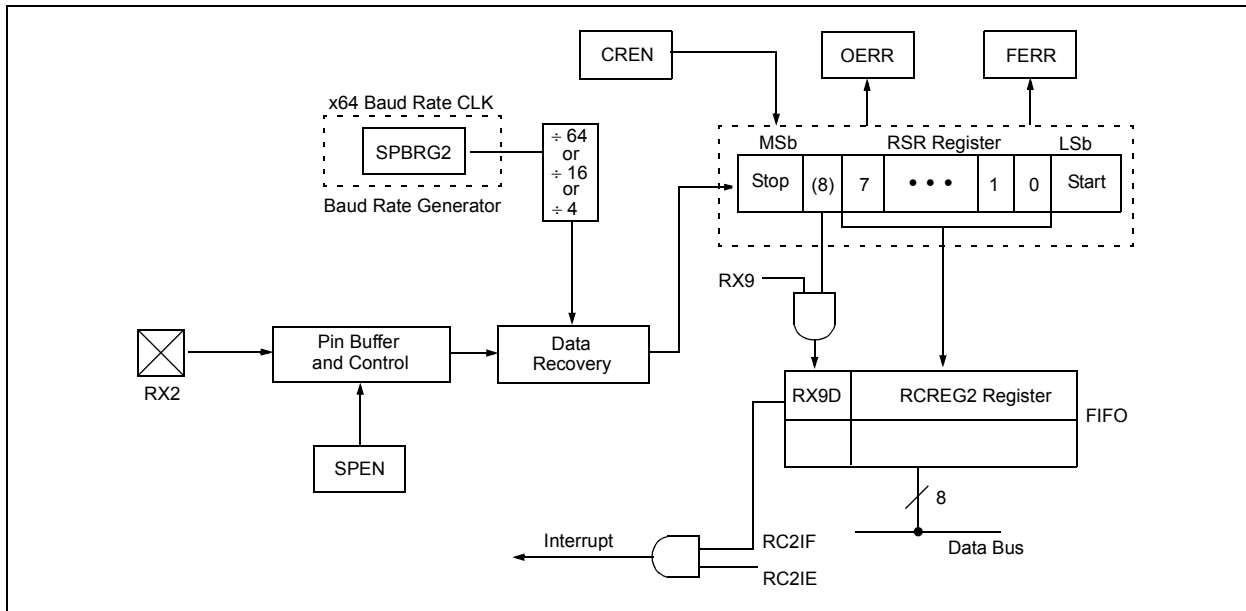 CREN
OERR
FERR
x64 Baud Rate CLK
SPBRG2
Baud Rate Generator
÷ 64
or
÷ 16
or
÷ 4
MSb
RSR Register
LSb
Stop
(8)
7
• • •
1
0
Start
RX9
RX2
Pin Buffer
and Control
Data
Recovery
SPEN
RX9D
RCREG2 Register
FIFO
8
Data Bus
Interrupt
RC2IF
RC2IE